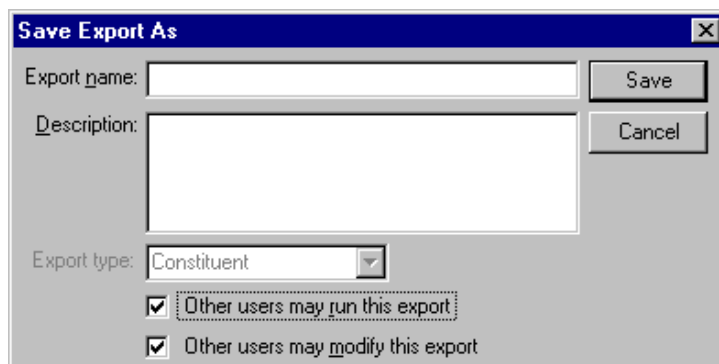 Save Export As
Export name:
Save
Description:
Cancel
Export type: Constituent
Other users may run this export
Other users may modify this export